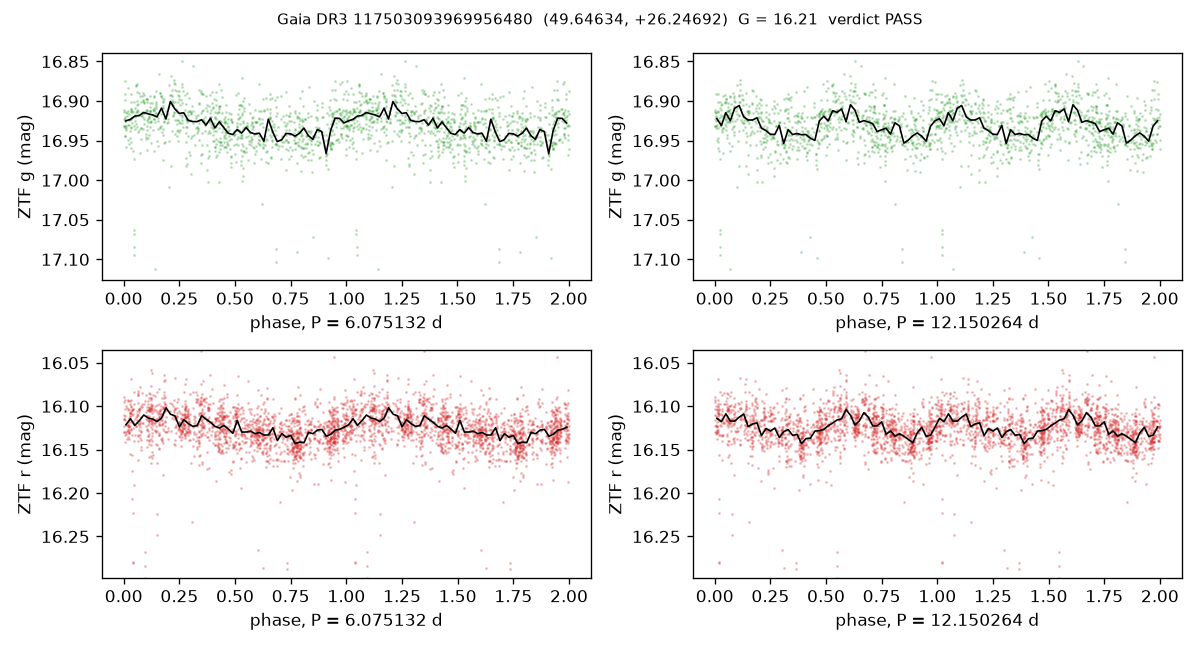 Gaia DR3 117503093969956480  (49.64634, +26.24692)  G = 16.21  verdict PASS
ZTF g (mag)
16.85
16.90
16.95
17.00
17.05
17.10
0.00 0.25 0.50 0.75 1.00 1.25 1.50 1.75 2.00
phase, P = 6.075132 d
ZTF g (mag)
16.85
16.90
16.95
17.00
17.05
17.10
0.00 0.25 0.50 0.75 1.00 1.25 1.50 1.75 2.00
phase, P = 12.150264 d
ZTF r (mag)
16.05
16.10
16.15
16.20
16.25
0.00 0.25 0.50 0.75 1.00 1.25 1.50 1.75 2.00
phase, P = 6.075132 d
ZTF r (mag)
16.05
16.10
16.15
16.20
16.25
0.00 0.25 0.50 0.75 1.00 1.25 1.50 1.75 2.00
phase, P = 12.150264 d